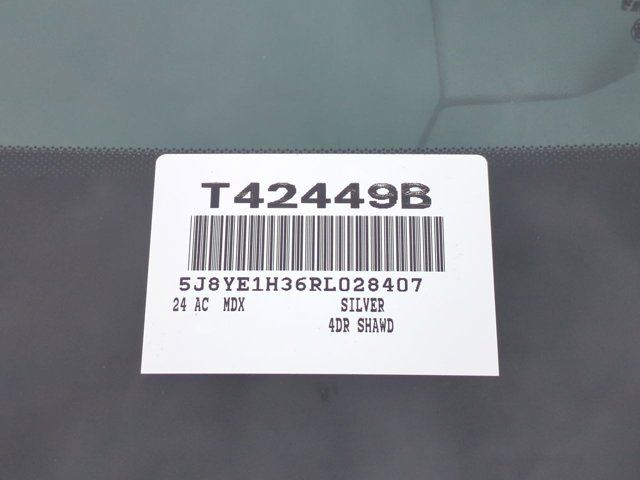 T42449B
5J8YE1H36RL028407
24 AC MDX SILVER
4DR SHAWD